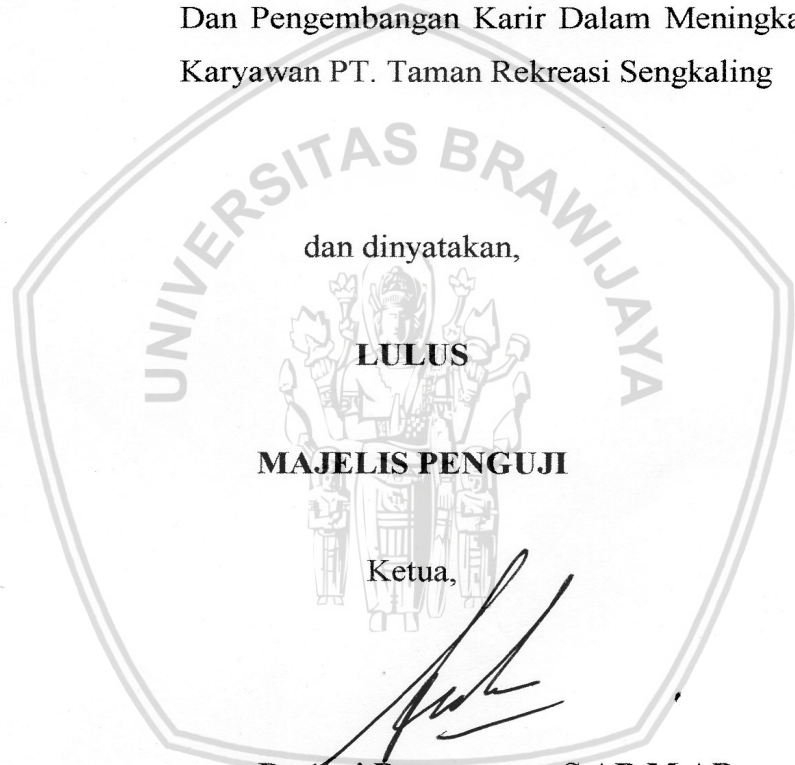 Dan Pengembangan Karir Dalam Meningka
Karyawan PT. Taman Rekreasi Sengkaling
UNIVERSITAS BRAWIJAYA
dan dinyatakan,
LULUS
MAJELIS PENGUJI
Ketua,